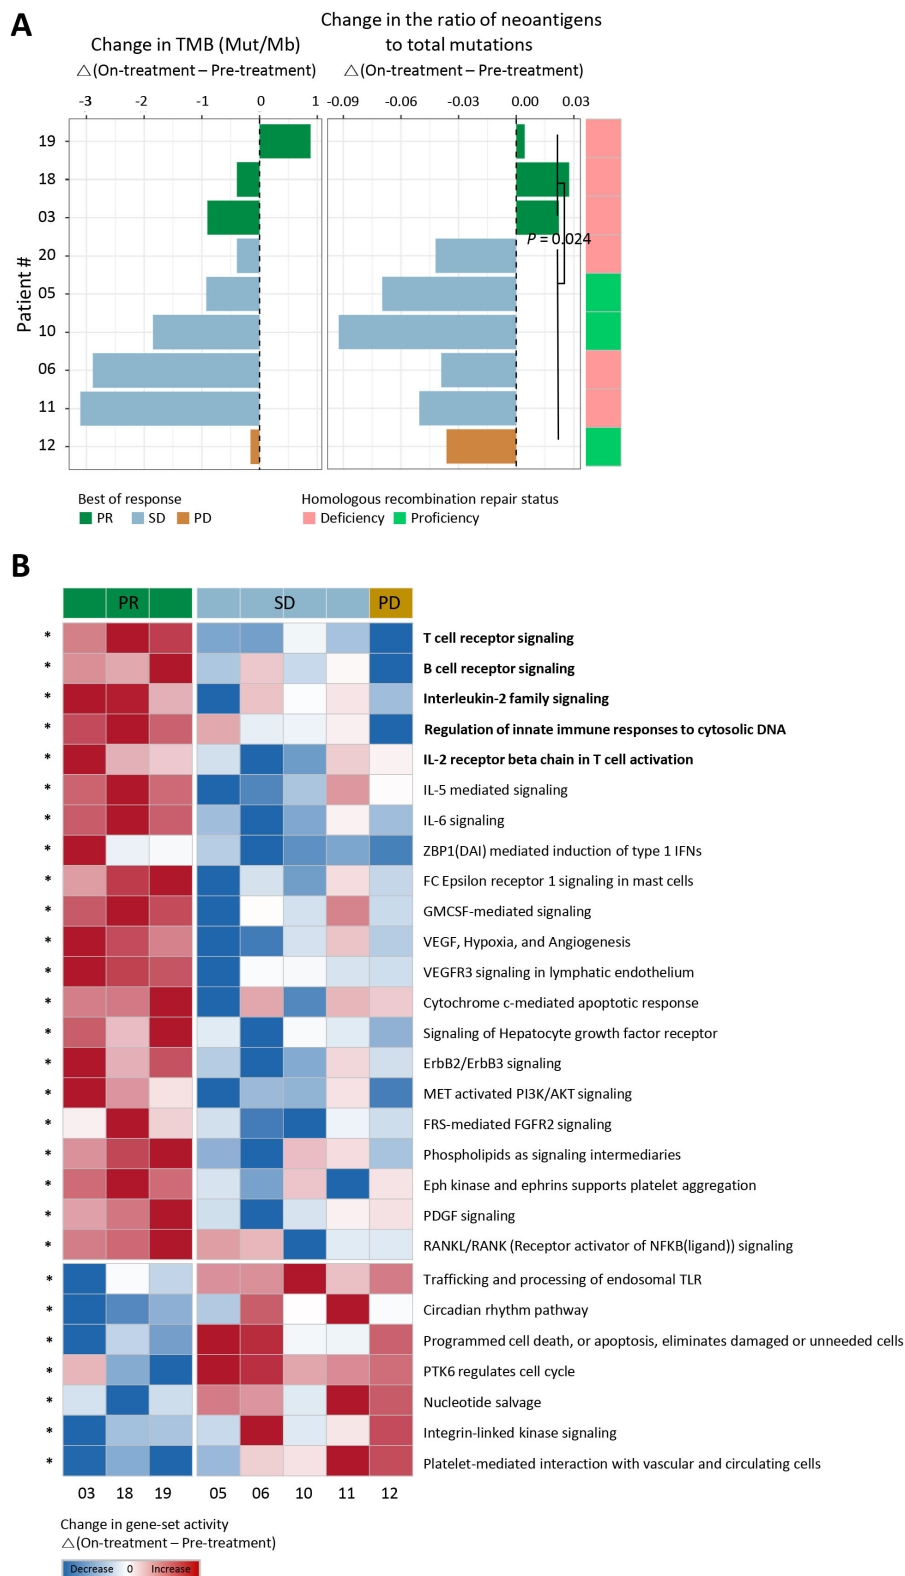 A
Change in TMB (Mut/Mb)
△(On-treatment – Pre-treatment)
Change in the ratio of neoantigens
to total mutations
△(On-treatment – Pre-treatment)
-3 -2 -1 0 1
-0.09 -0.06 -0.03 0.00 0.03
Patient #
19
18
03
20
05
10
06
11
12
P = 0.024
Best of response
PR SD PD
Homologous recombination repair status
Deficiency Proficiency
B
PR SD PD
* T cell receptor signaling
* B cell receptor signaling
* Interleukin-2 family signaling
* Regulation of innate immune responses to cytosolic DNA
* IL-2 receptor beta chain in T cell activation
* IL-5 mediated signaling
* IL-6 signaling
* ZBP1(DAI) mediated induction of type 1 IFNs
* FC Epsilon receptor 1 signaling in mast cells
* GMCSF-mediated signaling
* VEGF, Hypoxia, and Angiogenesis
* VEGFR3 signaling in lymphatic endothelium
* Cytochrome c-mediated apoptotic response
* Signaling of Hepatocyte growth factor receptor
* ErbB2/ErbB3 signaling
* MET activated PI3K/AKT signaling
* FRS-mediated FGFR2 signaling
* Phospholipids as signaling intermediaries
* Eph kinase and ephrins supports platelet aggregation
* PDGF signaling
* RANKL/RANK (Receptor activator of NFKB(ligand)) signaling
* Trafficking and processing of endosomal TLR
* Circadian rhythm pathway
* Programmed cell death, or apoptosis, eliminates damaged or unneeded cells
* PTK6 regulates cell cycle
* Nucleotide salvage
* Integrin-linked kinase signaling
* Platelet-mediated interaction with vascular and circulating cells
03 18 19 05 06 10 11 12
Change in gene-set activity
△(On-treatment – Pre-treatment)
Decrease 0 Increase